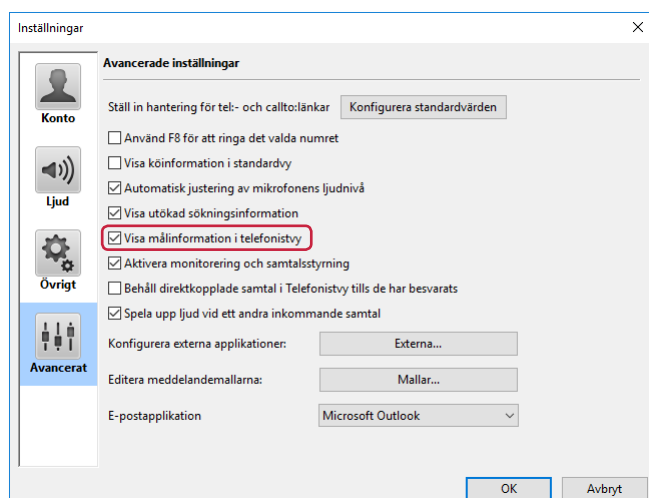 Inställningar
Konto
Ljud
Övrigt
Avancerat
Avancerade inställningar
Ställ in hantering för tel:- och callto:länkar Konfigurera standardvärden
Använd F8 för att ringa det valda numret
Visa köinformation i standardvy
Automatisk justering av mikrofonens ljudnivå
Visa utökad sökningsinformation
Visa målinformation i telefonistvy
Aktivera monitorering och samtalsstyrning
Behåll direktkopplade samtal i Telefonistvy tills de har besvarats
Spela upp ljud vid ett andra inkommande samtal
Konfigurera externa applikationer: Externa...
Editera meddelandemallarna: Mallar...
E-postapplikation Microsoft Outlook
OK Avbryt